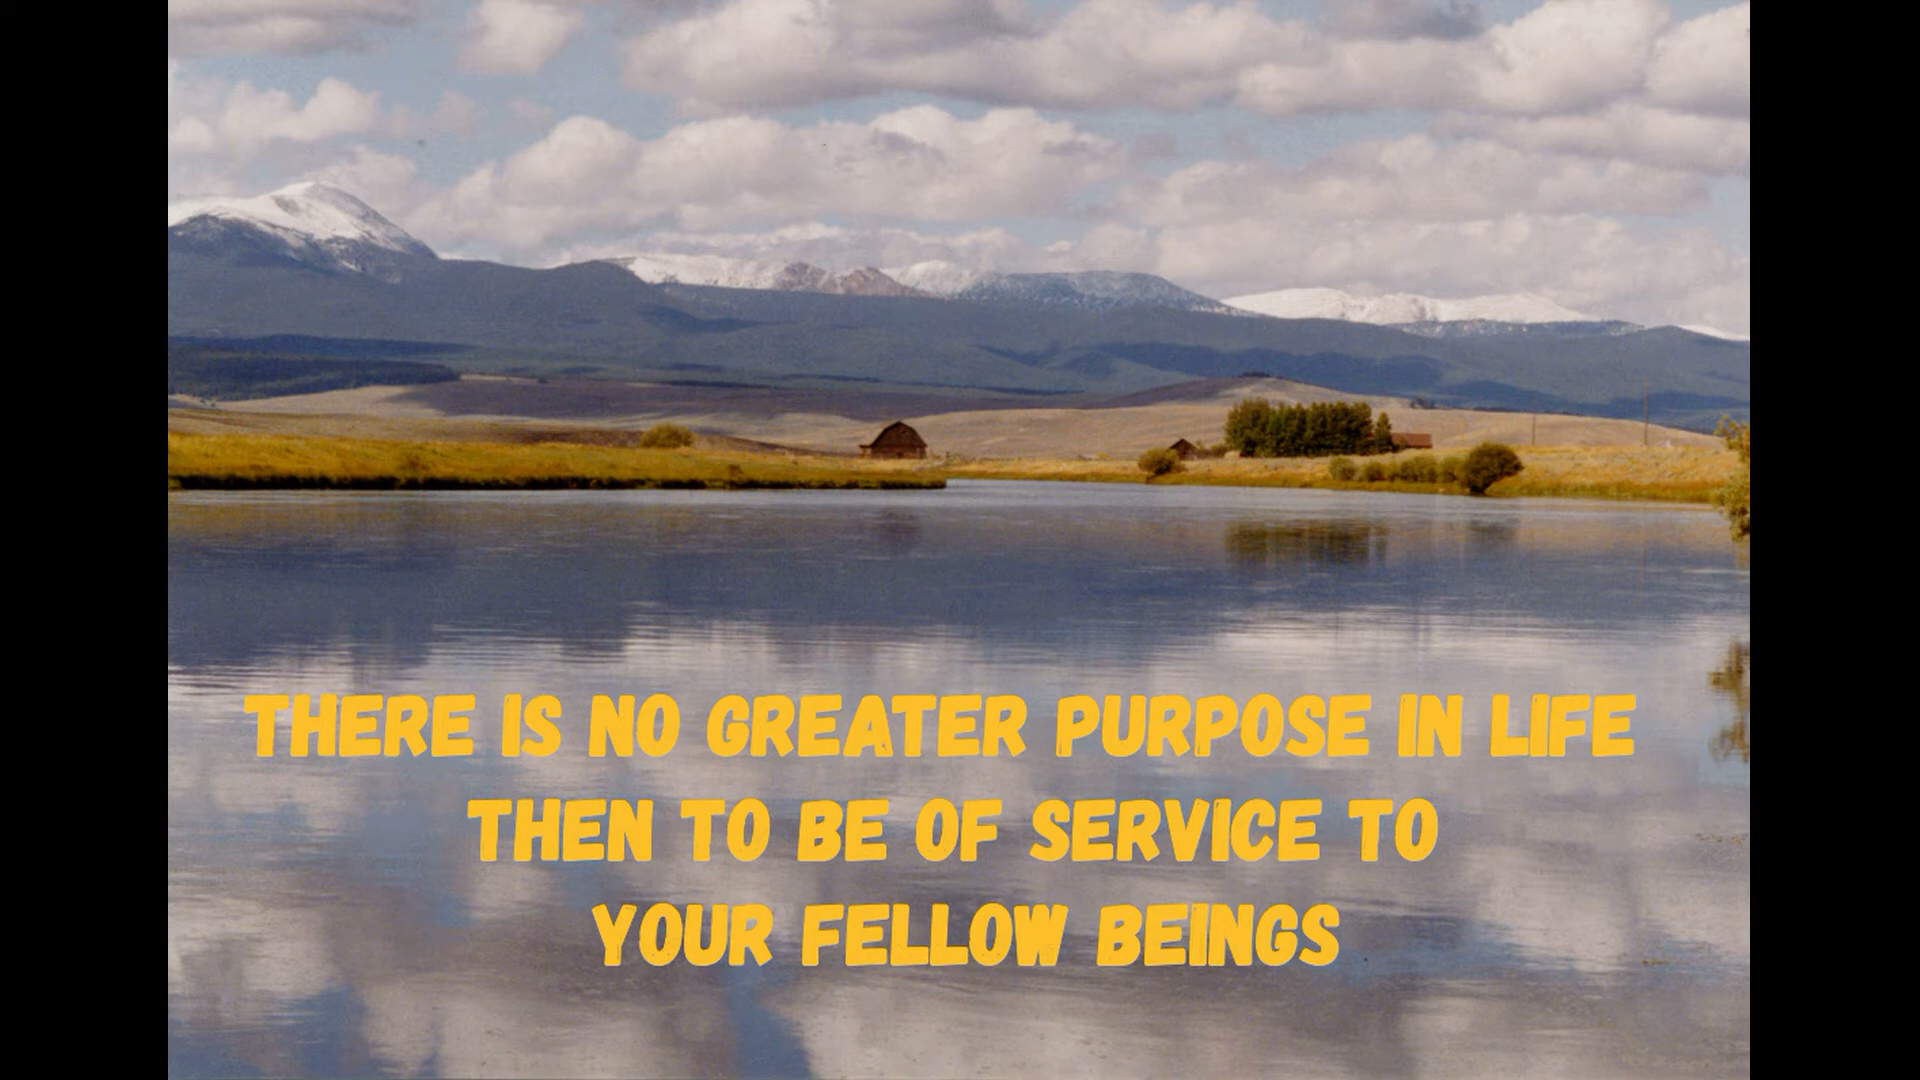 THERE IS NO GREATER PURPOSE IN LIFE
THEN TO BE OF SERVICE TO
YOUR FELLOW BEINGS